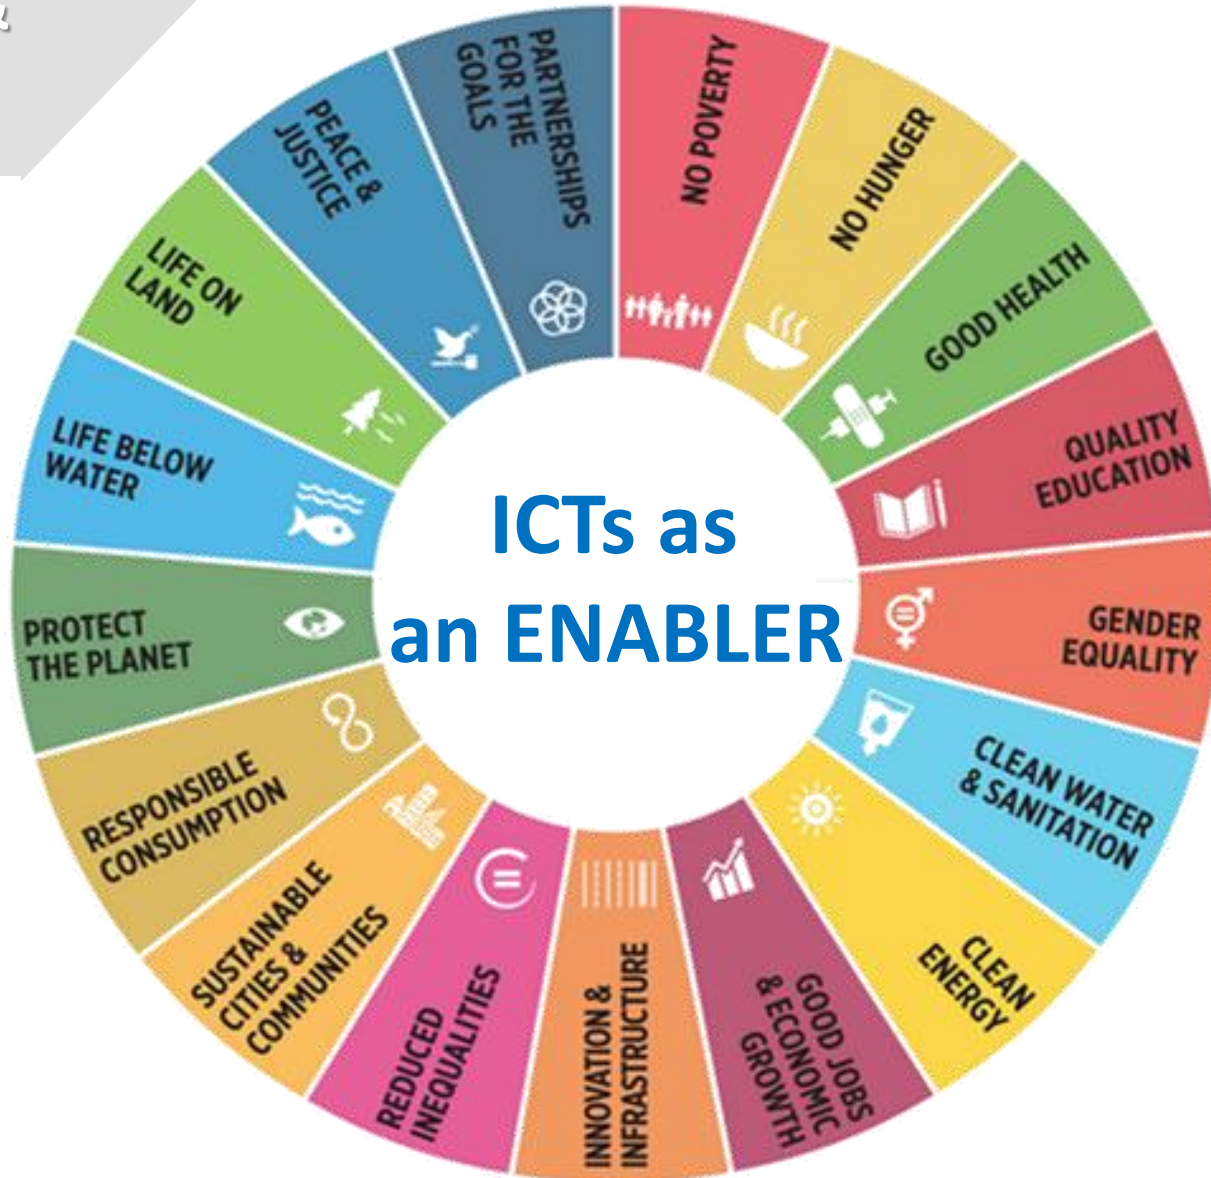 ICTs as
an ENABLER
NO POVERTY
NO HUNGER
GOOD HEALTH
QUALITY
EDUCATION
GENDER
EQUALITY
CLEAN WATER
& SANITATION
CLEAN
ENERGY
GOOD JOBS
& ECONOMIC
GROWTH
INNOVATION &
INFRASTRUCTURE
REDUCED
INEQUALITIES
SUSTAINABLE
CITIES &
COMMUNITIES
RESPONSIBLE
CONSUMPTION
PROTECT
THE PLANET
LIFE BELOW
WATER
LIFE ON
LAND
PEACE &
JUSTICE
PARTNERSHIPS
FOR THE
GOALS